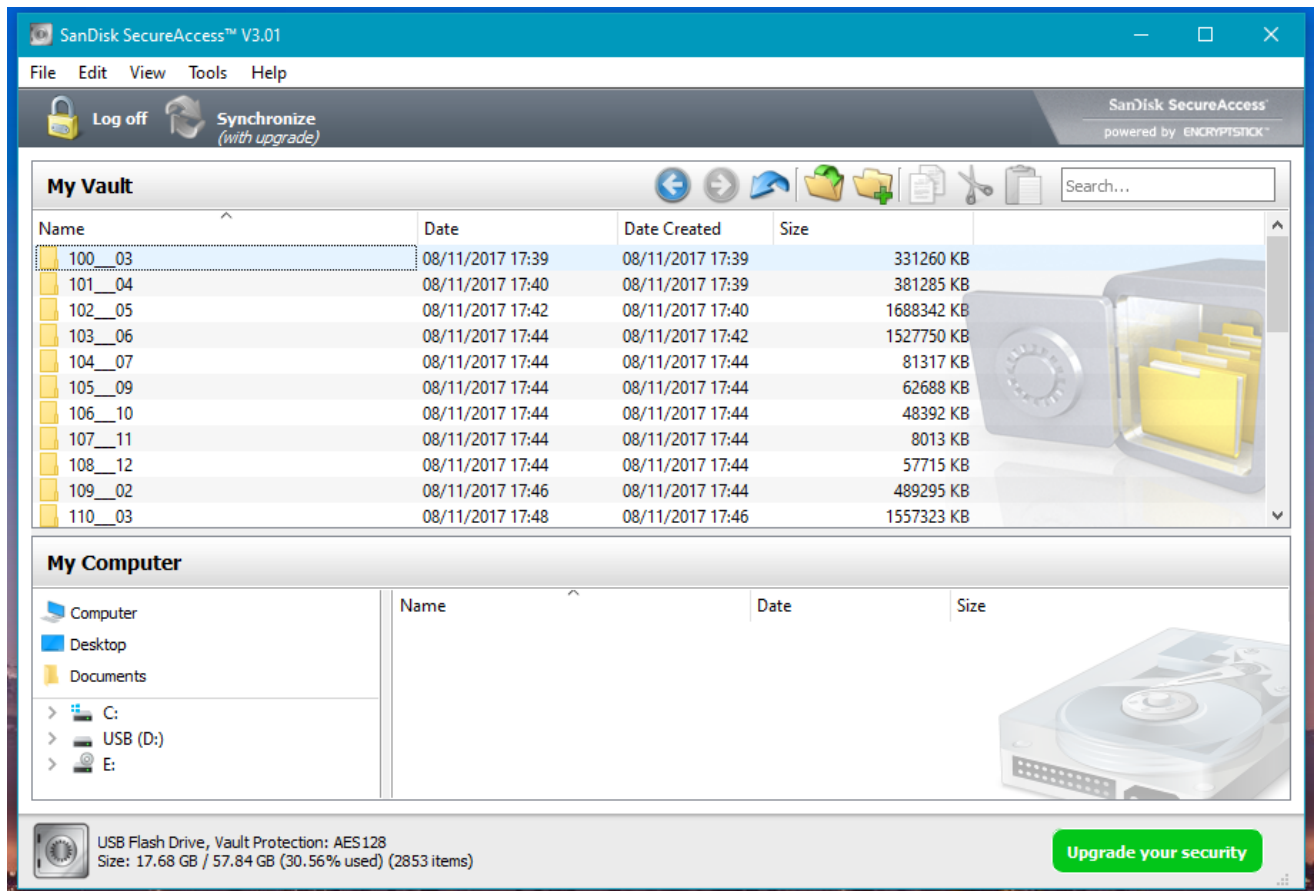 SanDisk SecureAccess™ V3.01
File Edit View Tools Help
Log off Synchronize (with upgrade)
SanDisk SecureAccess™
powered by ENCRYPTSTICK™
My Vault Search...
Name Date Date Created Size
100__03 08/11/2017 17:39 08/11/2017 17:39 331260 KB
101__04 08/11/2017 17:40 08/11/2017 17:39 381285 KB
102__05 08/11/2017 17:42 08/11/2017 17:40 1688342 KB
103__06 08/11/2017 17:44 08/11/2017 17:42 1527750 KB
104__07 08/11/2017 17:44 08/11/2017 17:44 81317 KB
105__09 08/11/2017 17:44 08/11/2017 17:44 62688 KB
106__10 08/11/2017 17:44 08/11/2017 17:44 48392 KB
107__11 08/11/2017 17:44 08/11/2017 17:44 8013 KB
108__12 08/11/2017 17:44 08/11/2017 17:44 57715 KB
109__02 08/11/2017 17:46 08/11/2017 17:44 489295 KB
110__03 08/11/2017 17:48 08/11/2017 17:46 1557323 KB
My Computer
Name Date Size
Computer
Desktop
Documents
C:
USB (D:)
E:
USB Flash Drive, Vault Protection: AES128
Size: 17.68 GB / 57.84 GB (30.56% used) (2853 items)
Upgrade your security